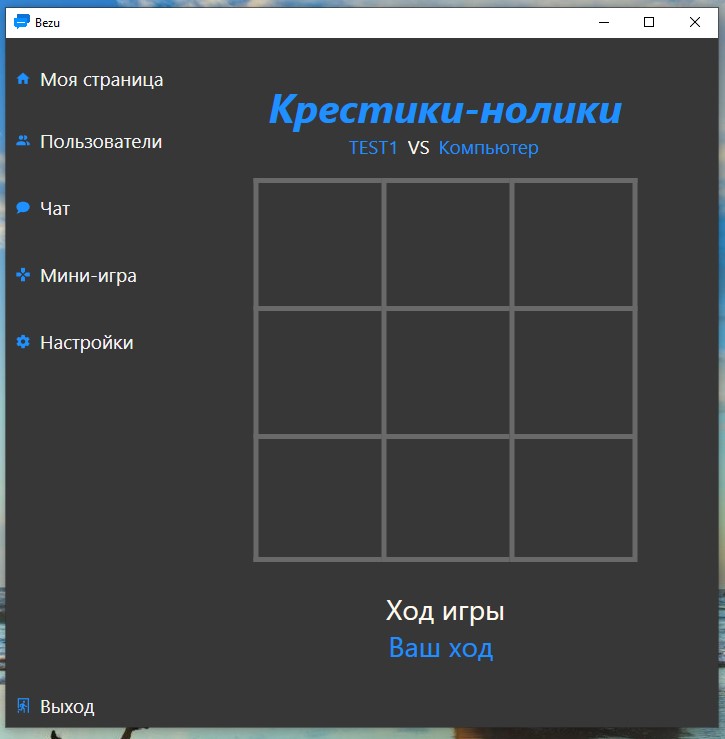 Bezu
Моя страница
Пользователи
Чат
Мини-игра
Настройки
Выход
Крестики-нолики
TEST1 VS Компьютер
Ход игры
Ваш ход